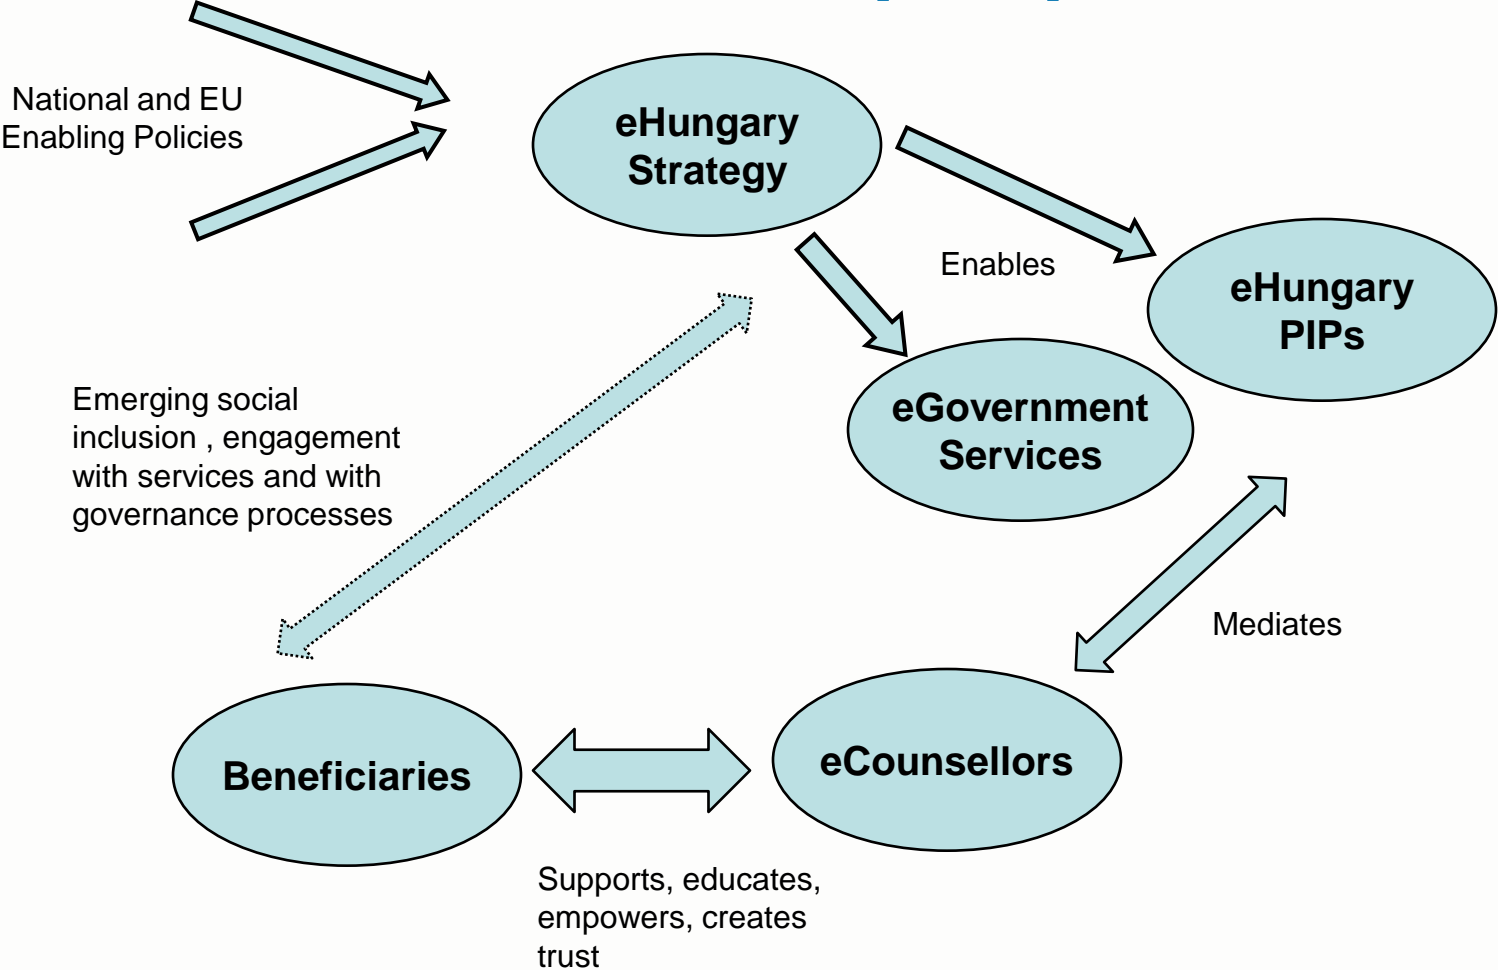 National and EU
Enabling Policies
eHungary
Strategy
Enables
eHungary
PIPs
eGovernment
Services
Emerging social
inclusion , engagement
with services and with
governance processes
Mediates
Beneficiaries
eCounsellors
Supports, educates,
empowers, creates
trust